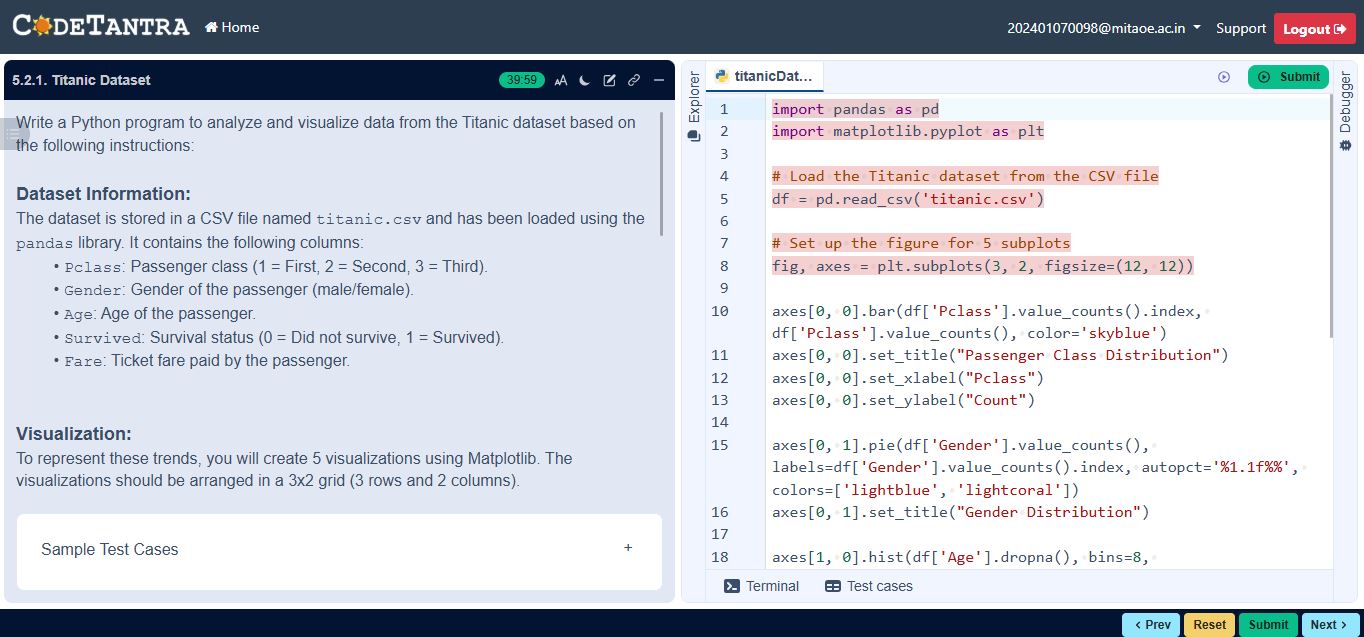 CODETANTRA Home 202401070098@mitaoe.ac.in Support Logout
5.2.1. Titanic Dataset 39:59 AA
Write a Python program to analyze and visualize data from the Titanic dataset based on
the following instructions:
Dataset Information:
The dataset is stored in a CSV file named titanic.csv and has been loaded using the
pandas library. It contains the following columns:
• Pclass: Passenger class (1 = First, 2 = Second, 3 = Third).
• Gender: Gender of the passenger (male/female).
• Age: Age of the passenger.
• Survived: Survival status (0 = Did not survive, 1 = Survived).
• Fare: Ticket fare paid by the passenger.
Visualization:
To represent these trends, you will create 5 visualizations using Matplotlib. The
visualizations should be arranged in a 3x2 grid (3 rows and 2 columns).
Sample Test Cases +
Explorer
titanicDat... Submit
1 import pandas as pd
2 import matplotlib.pyplot as plt
3
4 # Load the Titanic dataset from the CSV file
5 df = pd.read_csv('titanic.csv')
6
7 # Set up the figure for 5 subplots
8 fig, axes = plt.subplots(3, 2, figsize=(12, 12))
9
10 axes[0, 0].bar(df['Pclass'].value_counts().index,
df['Pclass'].value_counts(), color='skyblue')
11 axes[0, 0].set_title("Passenger Class Distribution")
12 axes[0, 0].set_xlabel("Pclass")
13 axes[0, 0].set_ylabel("Count")
14
15 axes[0, 1].pie(df['Gender'].value_counts(),
labels=df['Gender'].value_counts().index, autopct='%1.1f%%',
colors=['lightblue', 'lightcoral'])
16 axes[0, 1].set_title("Gender Distribution")
17
18 axes[1, 0].hist(df['Age'].dropna(), bins=8,
Debugger
Terminal Test cases
‹ Prev Reset Submit Next ›